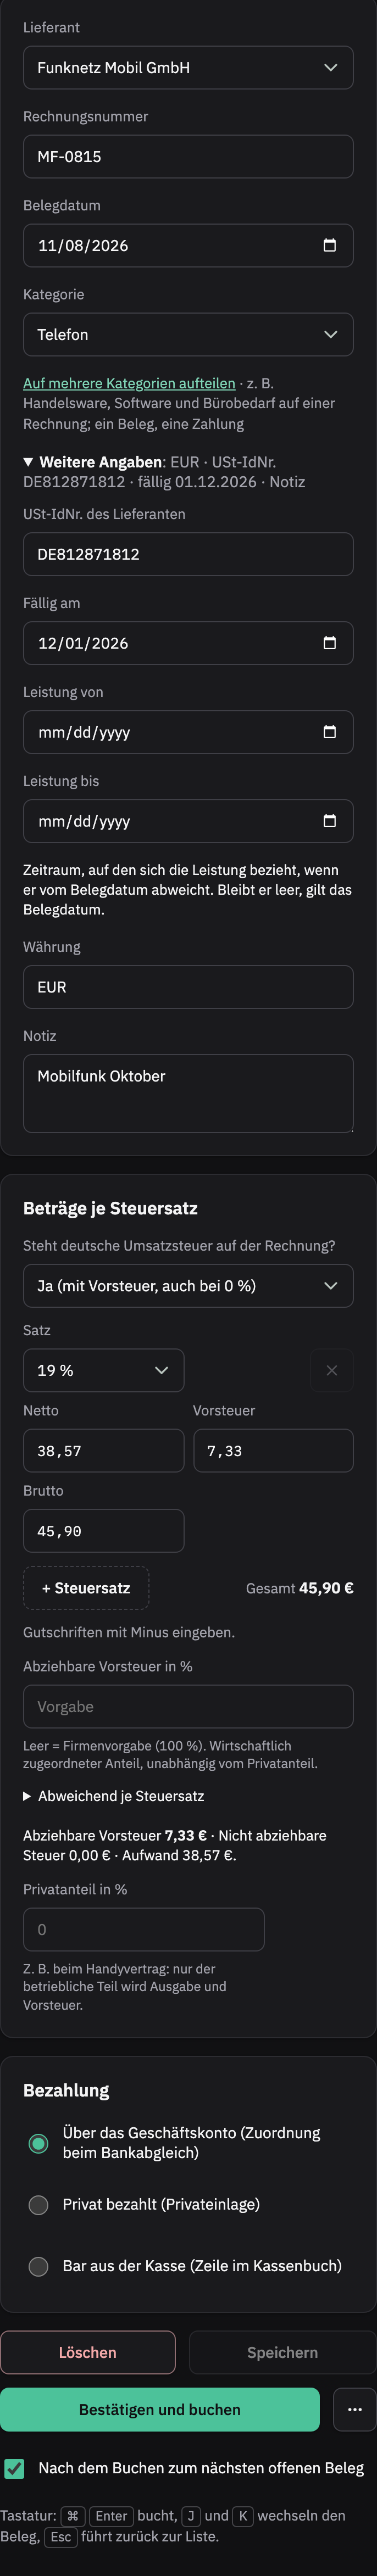 Lieferant
Funknetz Mobil GmbH
Rechnungsnummer
MF-0815
Belegdatum
11/08/2026
Kategorie
Telefon
Auf mehrere Kategorien aufteilen · z. B.
Handelsware, Software und Bürobedarf auf einer
Rechnung; ein Beleg, eine Zahlung
▼ Weitere Angaben: EUR · USt-IdNr.
DE812871812 · fällig 01.12.2026 · Notiz
USt-IdNr. des Lieferanten
DE812871812
Fällig am
12/01/2026
Leistung von
mm/dd/yyyy
Leistung bis
mm/dd/yyyy
Zeitraum, auf den sich die Leistung bezieht, wenn
er vom Belegdatum abweicht. Bleibt er leer, gilt das
Belegdatum.
Währung
EUR
Notiz
Mobilfunk Oktober
Beträge je Steuersatz
Steht deutsche Umsatzsteuer auf der Rechnung?
Ja (mit Vorsteuer, auch bei 0 %)
Satz
19 %
Netto Vorsteuer
38,57 7,33
Brutto
45,90
+ Steuersatz Gesamt 45,90 €
Gutschriften mit Minus eingeben.
Abziehbare Vorsteuer in %
Vorgabe
Leer = Firmenvorgabe (100 %). Wirtschaftlich
zugeordneter Anteil, unabhängig vom Privatanteil.
▶ Abweichend je Steuersatz
Abziehbare Vorsteuer 7,33 € · Nicht abziehbare
Steuer 0,00 € · Aufwand 38,57 €.
Privatanteil in %
0
Z. B. beim Handyvertrag: nur der
betriebliche Teil wird Ausgabe und
Vorsteuer.
Bezahlung
Über das Geschäftskonto (Zuordnung
beim Bankabgleich)
Privat bezahlt (Privateinlage)
Bar aus der Kasse (Zeile im Kassenbuch)
Löschen Speichern
Bestätigen und buchen ···
Nach dem Buchen zum nächsten offenen Beleg
Tastatur: ⌘ Enter bucht, J und K wechseln den
Beleg, Esc führt zurück zur Liste.